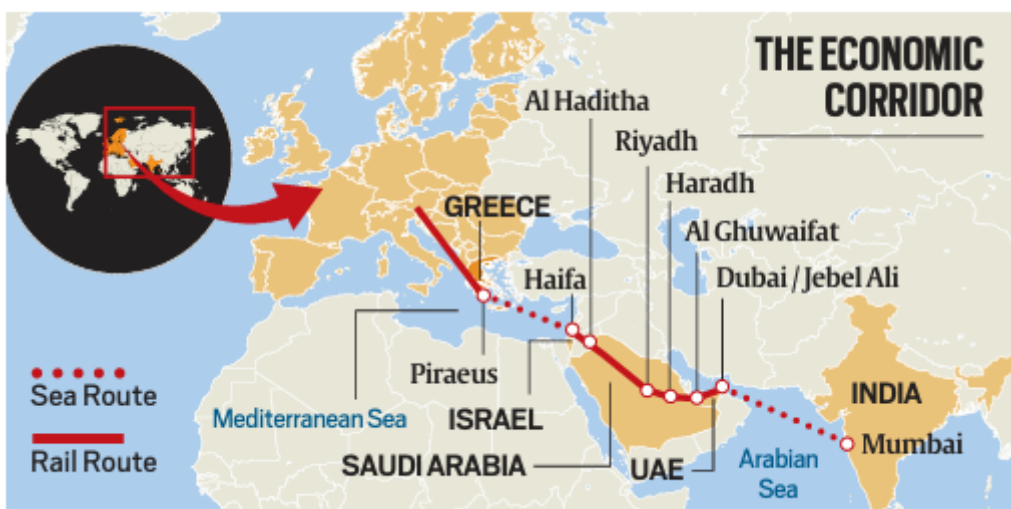 THE ECONOMIC
CORRIDOR
Al Haditha
Riyadh
Haradh
GREECE
Al Ghuwaifat
Haifa
Dubai / Jebel Ali
Sea Route
Piraeus
INDIA
Mediterranean Sea
ISRAEL
Mumbai
Rail Route
SAUDI ARABIA
UAE
Arabian
Sea